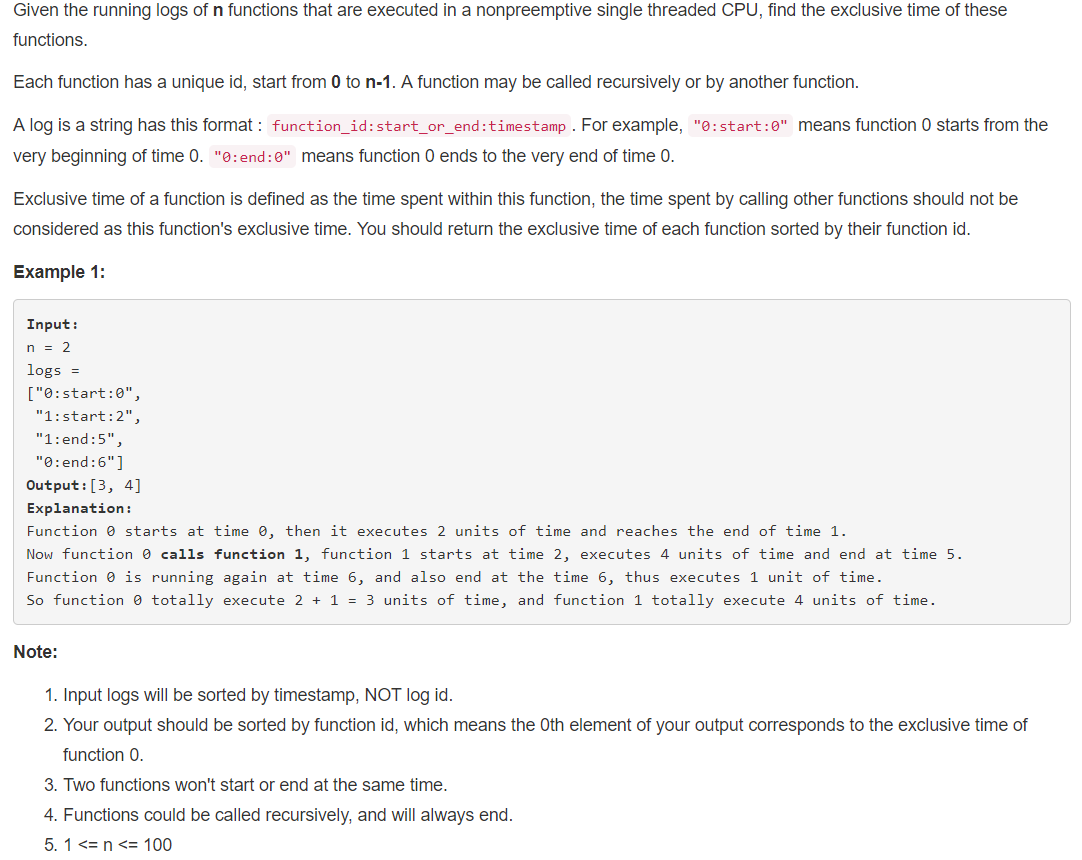 Given the running logs of n functions that are executed in a nonpreemptive single threaded CPU, find the exclusive time of these
functions.
Each function has a unique id, start from 0 to n-1. A function may be called recursively or by another function.
A log is a string has this format : function_id:start_or_end:timestamp . For example, "0:start:0" means function 0 starts from the
very beginning of time 0. "0:end:0" means function 0 ends to the very end of time 0.
Exclusive time of a function is defined as the time spent within this function, the time spent by calling other functions should not be
considered as this function's exclusive time. You should return the exclusive time of each function sorted by their function id.
Example 1:
Input:
n = 2
logs =
["0:start:0",
"1:start:2",
"1:end:5",
"0:end:6"]
Output:[3, 4]
Explanation:
Function 0 starts at time 0, then it executes 2 units of time and reaches the end of time 1.
Now function 0 calls function 1, function 1 starts at time 2, executes 4 units of time and end at time 5.
Function 0 is running again at time 6, and also end at the time 6, thus executes 1 unit of time.
So function 0 totally execute 2 + 1 = 3 units of time, and function 1 totally execute 4 units of time.
Note:
1. Input logs will be sorted by timestamp, NOT log id.
2. Your output should be sorted by function id, which means the 0th element of your output corresponds to the exclusive time of
function 0.
3. Two functions won't start or end at the same time.
4. Functions could be called recursively, and will always end.
5. 1 <= n <= 100